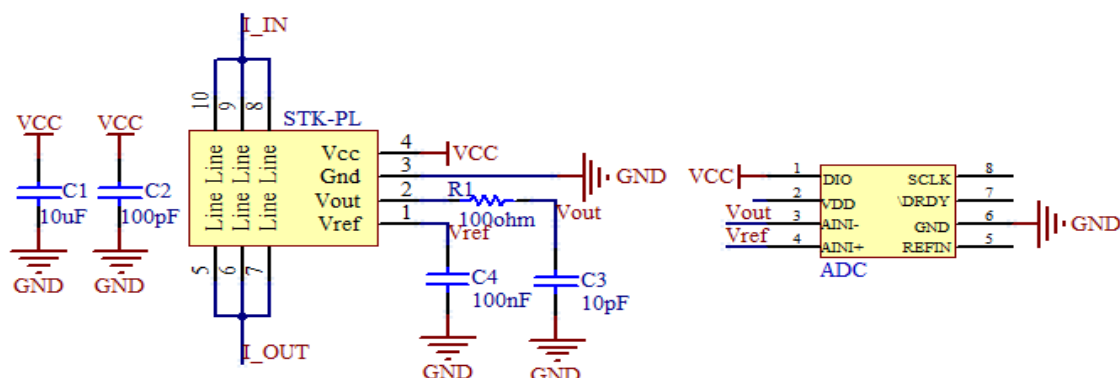 I_IN
10 9 8
STK-PL
VCC
C1
10uF
GND
VCC
C2
100pF
GND
Line Line Line
Line Line Line
Vcc 4 VCC
Gnd 3 GND
Vout 2
Vref 1
R1
100ohm
Vout
Vref
5 6 7
I_OUT
C4
100nF
GND
C3
10pF
GND
VCC 1 DIO
2 VDD
Vout 3 AINI-
Vref 4 AINI+
SCLK 8
\DRDY 7
GND 6 GND
REFIN 5
ADC